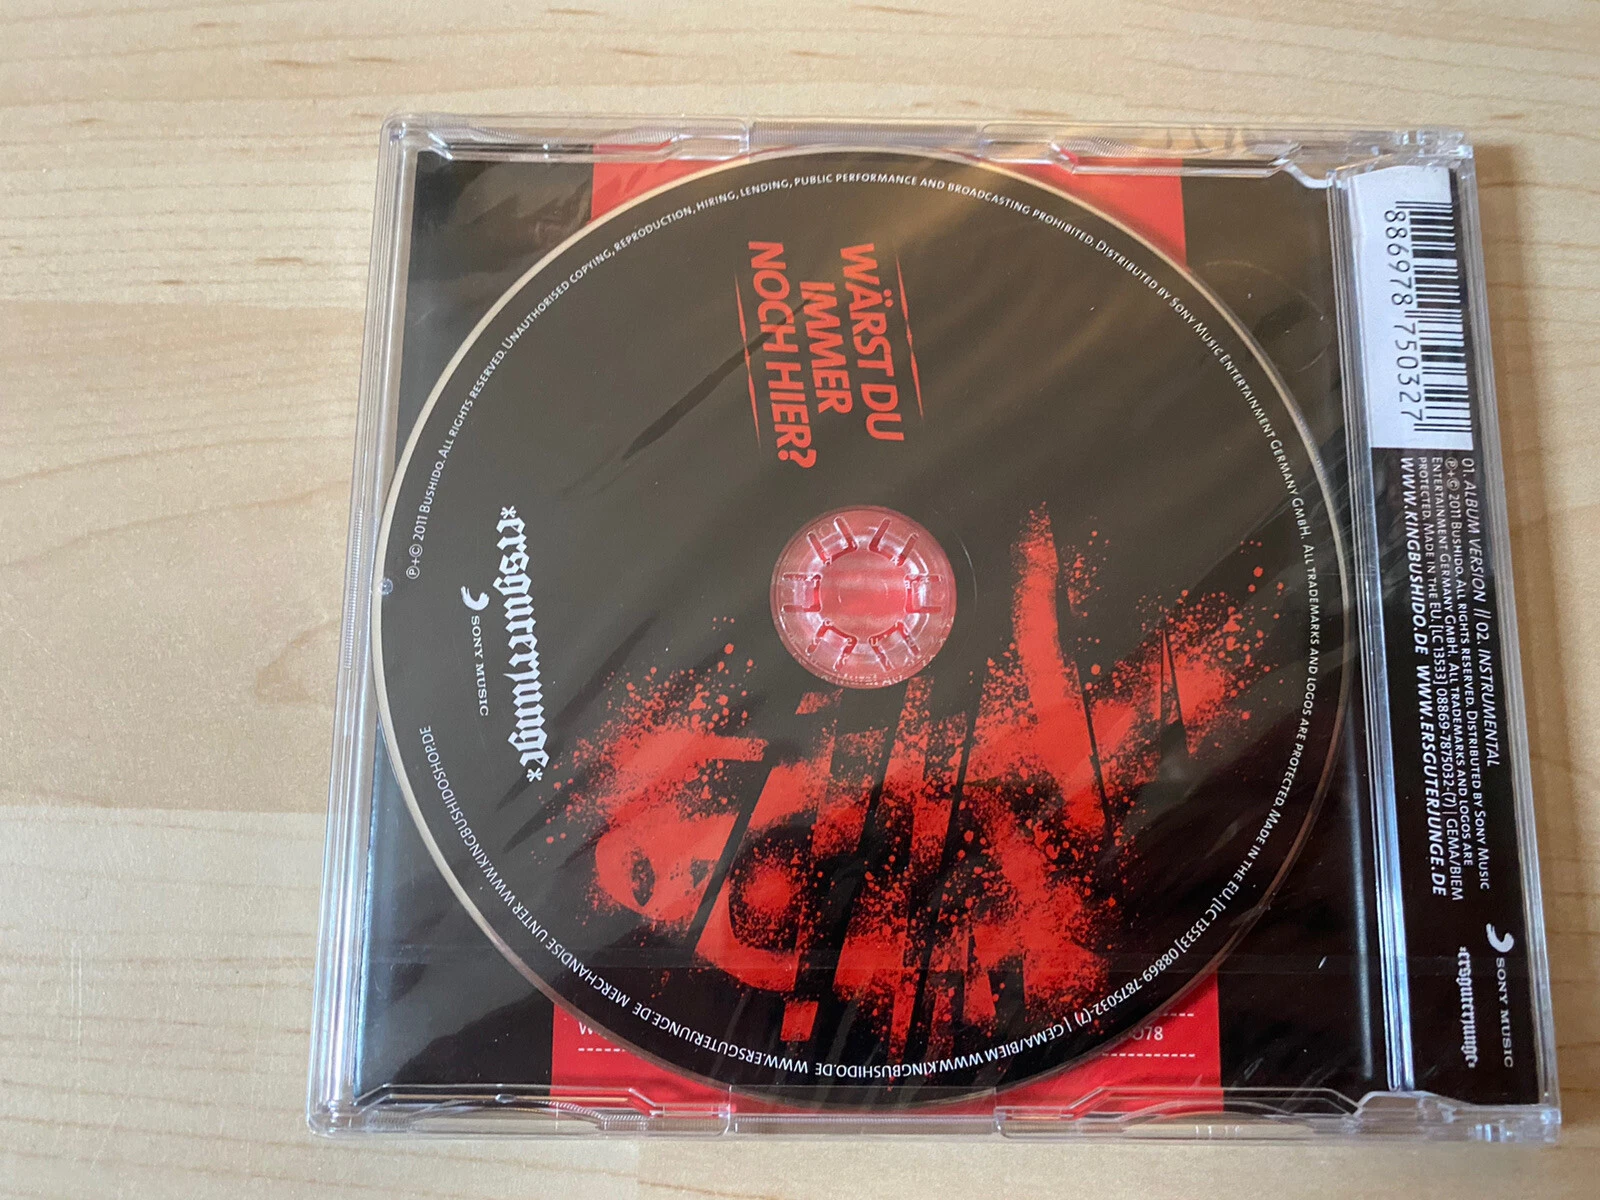 WÄRST DU
IMMER
NOCH HIER?
*ersguterjunge*
SONY MUSIC
℗+© 2011 BUSHIDO. ALL RIGHTS RESERVED. UNAUTHORISED COPYING, REPRODUCTION, HIRING, LENDING, PUBLIC PERFORMANCE AND BROADCASTING PROHIBITED. DISTRIBUTED BY SONY MUSIC ENTERTAINMENT GERMANY GMBH. ALL TRADEMARKS AND LOGOS ARE PROTECTED. MADE IN THE EU. [LC 13533] 08869-7875032-(7) | GEMA/BIEM WWW.KINGBUSHIDO.DE WWW.ERSGUTERJUNGE.DE MERCHANDISE UNTER WWW.KINGBUSHIDOSHOP.DE
O78
886978 750327
01. ALBUM VERSION // 02. INSTRUMENTAL
℗+© 2011 BUSHIDO. ALL RIGHTS RESERVED. DISTRIBUTED BY SONY MUSIC
ENTERTAINMENT GERMANY GMBH. ALL TRADEMARKS AND LOGOS ARE
PROTECTED. MADE IN THE EU. [LC 13533] 08869-7875032-(7) | GEMA/BIEM
WWW.KINGBUSHIDO.DE WWW.ERSGUTERJUNGE.DE
SONY MUSIC
*ersguterjunge*